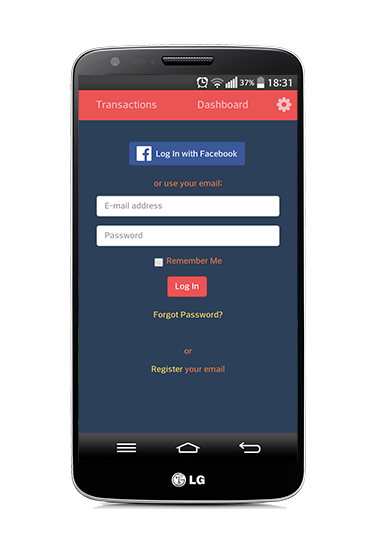 37% 18:31
Transactions Dashboard
f Log In with Facebook
or use your email:
E-mail address
Password
Remember Me
Log In
Forgot Password?
or
Register your email
LG LG